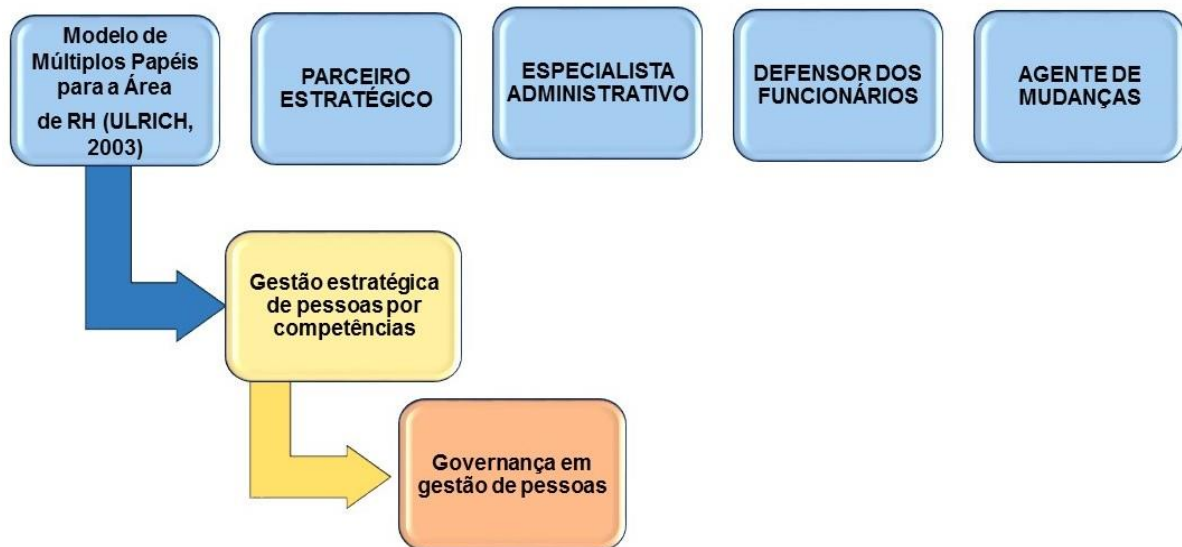 Modelo de
Múltiplos Papéis
para a Área
de RH (ULRICH,
2003)
PARCEIRO
ESTRATÉGICO
ESPECIALISTA
ADMINISTRATIVO
DEFENSOR DOS
FUNCIONÁRIOS
AGENTE DE
MUDANÇAS
Gestão estratégica
de pessoas por
competências
Governança em
gestão de pessoas